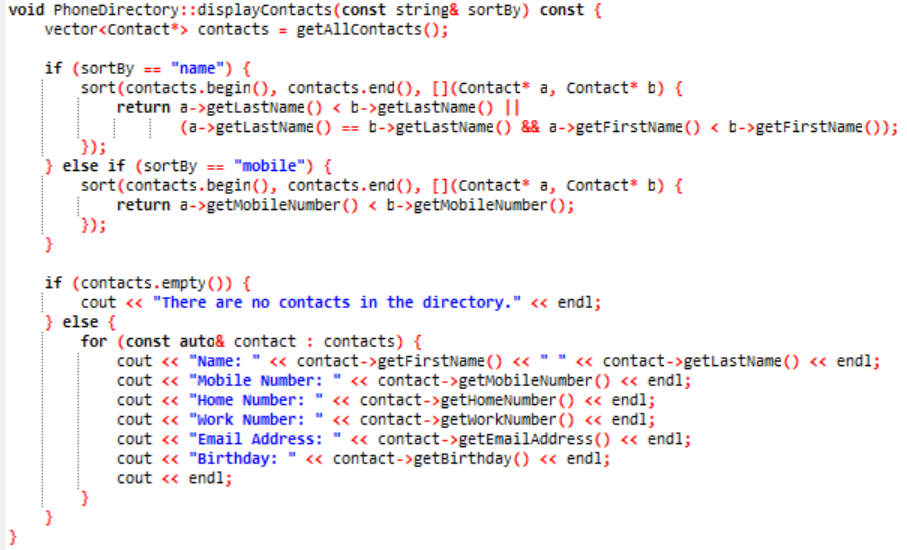 void PhoneDirectory::displayContacts(const string& sortBy) const {
    vector<Contact*> contacts = getAllContacts();

    if (sortBy == "name") {
        sort(contacts.begin(), contacts.end(), [](Contact* a, Contact* b) {
            return a->getLastName() < b->getLastName() ||
                   (a->getLastName() == b->getLastName() && a->getFirstName() < b->getFirstName());
        });
    } else if (sortBy == "mobile") {
        sort(contacts.begin(), contacts.end(), [](Contact* a, Contact* b) {
            return a->getMobileNumber() < b->getMobileNumber();
        });
    }

    if (contacts.empty()) {
        cout << "There are no contacts in the directory." << endl;
    } else {
        for (const auto& contact : contacts) {
            cout << "Name: " << contact->getFirstName() << " " << contact->getLastName() << endl;
            cout << "Mobile Number: " << contact->getMobileNumber() << endl;
            cout << "Home Number: " << contact->getHomeNumber() << endl;
            cout << "Work Number: " << contact->getWorkNumber() << endl;
            cout << "Email Address: " << contact->getEmailAddress() << endl;
            cout << "Birthday: " << contact->getBirthday() << endl;
            cout << endl;
        }
    }
}